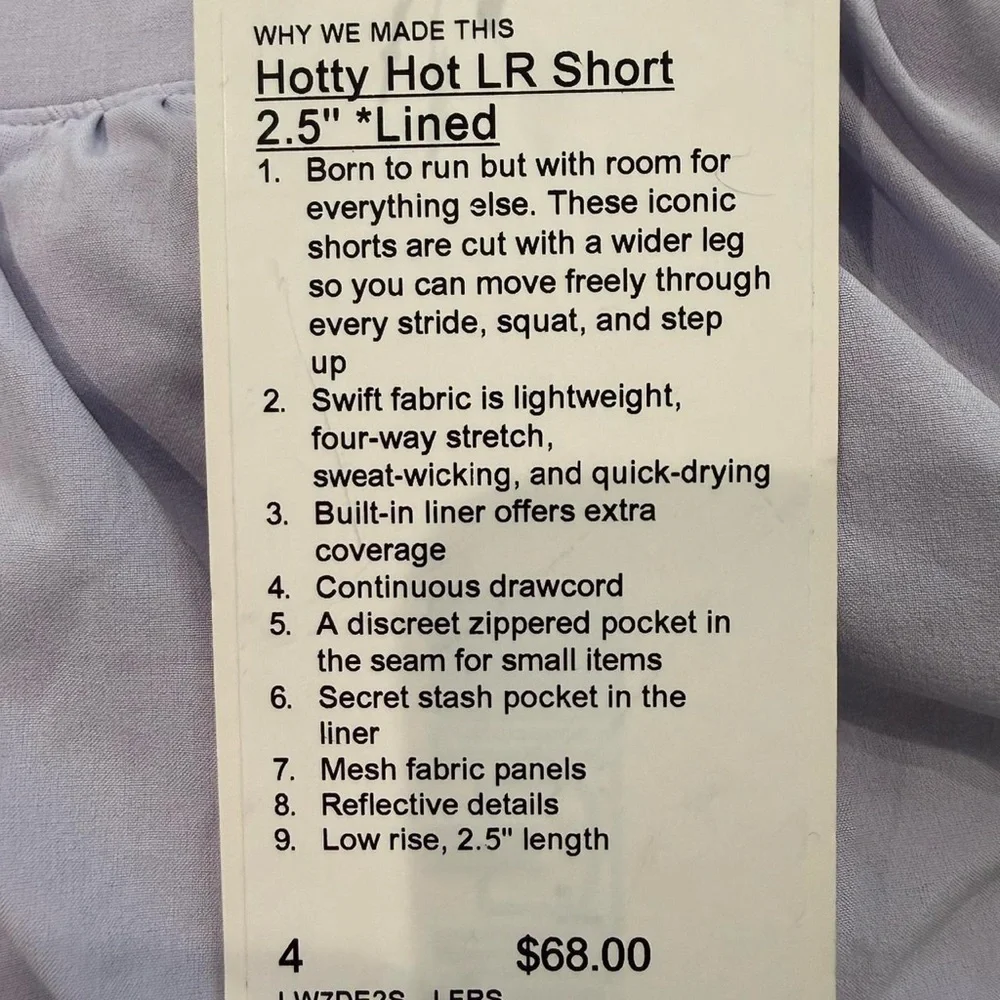 WHY WE MADE THIS
Hotty Hot LR Short
2.5" *Lined
1. Born to run but with room for
everything else. These iconic
shorts are cut with a wider leg
so you can move freely through
every stride, squat, and step
up
2. Swift fabric is lightweight,
four-way stretch,
sweat-wicking, and quick-drying
3. Built-in liner offers extra
coverage
4. Continuous drawcord
5. A discreet zippered pocket in
the seam for small items
6. Secret stash pocket in the
liner
7. Mesh fabric panels
8. Reflective details
9. Low rise, 2.5" length
4 $68.00